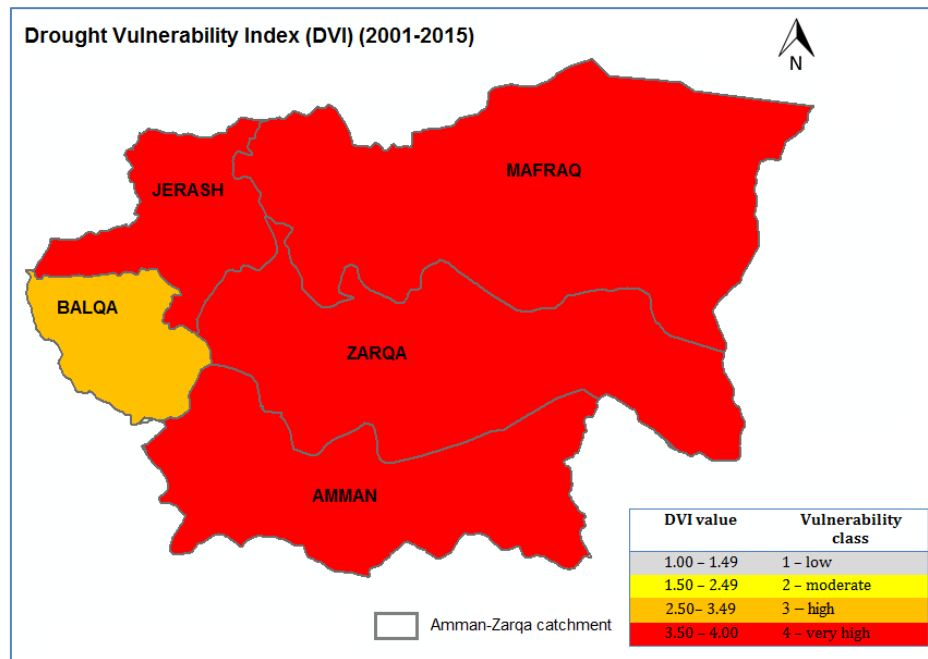 Drought Vulnerability Index (DVI) (2001-2015)
N
MAFRAQ
JERASH
BALQA
ZARQA
AMMAN
DVI value Vulnerability class
1.00 – 1.49 1 – low
1.50 – 2.49 2 – moderate
2.50– 3.49 3 – high
3.50 – 4.00 4 – very high
Amman-Zarqa catchment